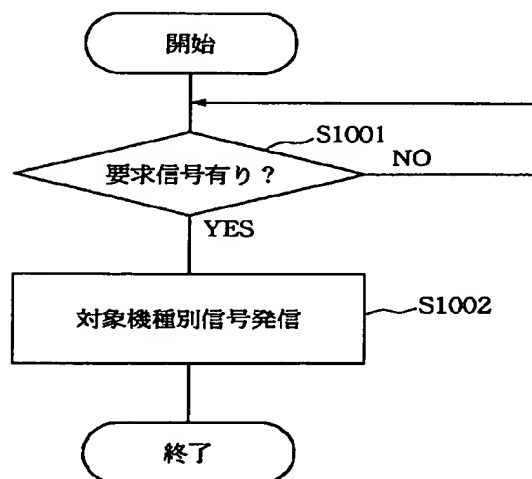 開始
S1001
要求信号有り?
NO
YES
対象機種別信号発信
S1002
終了